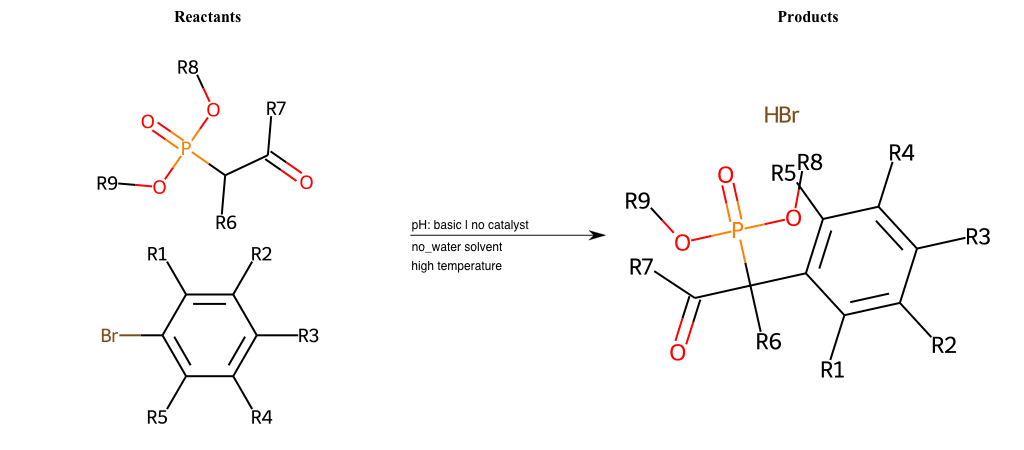 Reactants
Products
R8
O
R7
O
P
R9
O
O
R6
R1
R2
Br
R3
R5
R4
pH: basic | no catalyst
no_water solvent
high temperature
HBr
R4
R5
R8
O
R9
O
P
O
R3
R7
R6
R2
O
R1